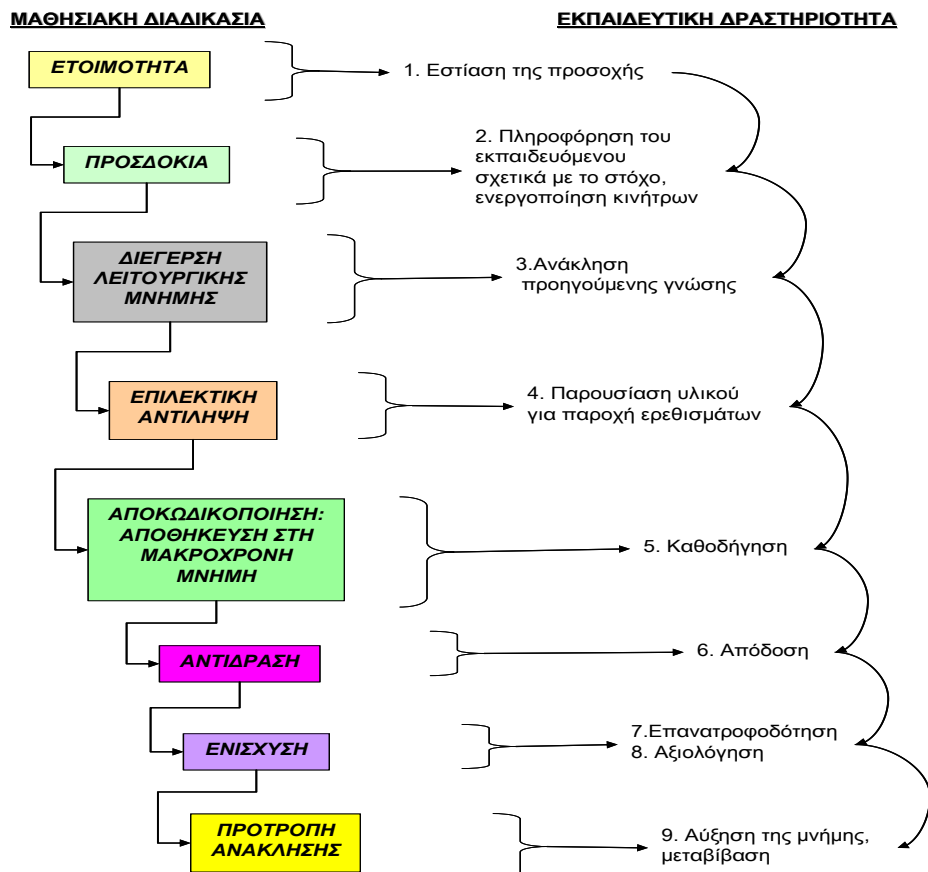 ΜΑΘΗΣΙΑΚΗ ΔΙΑΔΙΚΑΣΙΑ
ΕΚΠΑΙΔΕΥΤΙΚΗ ΔΡΑΣΤΗΡΙΟΤΗΤΑ
ΕΤΟΙΜΟΤΗΤΑ
1. Εστίαση της προσοχής
ΠΡΟΣΔΟΚΙΑ
2. Πληροφόρηση του
εκπαιδευόμενου
σχετικά με το στόχο,
ενεργοποίηση κινήτρων
ΔΙΕΓΕΡΣΗ
ΛΕΙΤΟΥΡΓΙΚΗΣ
ΜΝΗΜΗΣ
3.Ανάκληση
προηγούμενης γνώσης
ΕΠΙΛΕΚΤΙΚΗ
ΑΝΤΙΛΗΨΗ
4. Παρουσίαση υλικού
για παροχή ερεθισμάτων
ΑΠΟΚΩΔΙΚΟΠΟΙΗΣΗ:
ΑΠΟΘΗΚΕΥΣΗ ΣΤΗ
ΜΑΚΡΟΧΡΟΝΗ
ΜΝΗΜΗ
5. Καθοδήγηση
ΑΝΤΙΔΡΑΣΗ
6. Απόδοση
ΕΝΙΣΧΥΣΗ
7.Επανατροφοδότηση
8. Αξιολόγηση
ΠΡΟΤΡΟΠΗ
ΑΝΑΚΛΗΣΗΣ
9. Αύξηση της μνήμης,
μεταβίβαση